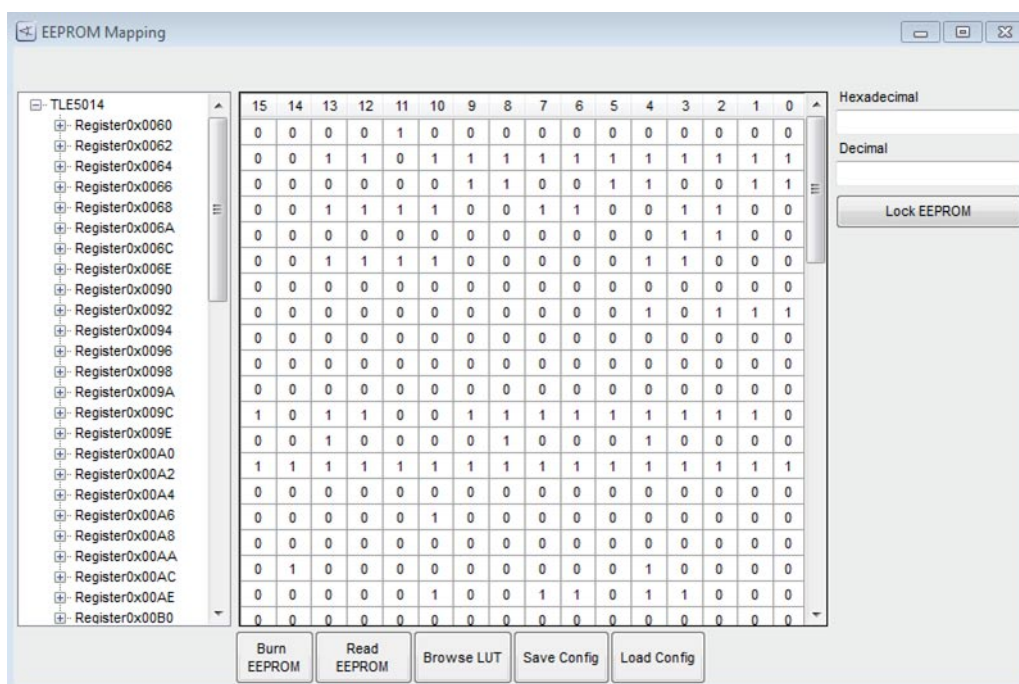 EEPROM Mapping
TLE5014
Register0x0060
Register0x0062
Register0x0064
Register0x0066
Register0x0068
Register0x006A
Register0x006C
Register0x006E
Register0x0090
Register0x0092
Register0x0094
Register0x0096
Register0x0098
Register0x009A
Register0x009C
Register0x009E
Register0x00A0
Register0x00A2
Register0x00A4
Register0x00A6
Register0x00A8
Register0x00AA
Register0x00AC
Register0x00AE
Register0x00B0
15 14 13 12 11 10 9 8 7 6 5 4 3 2 1 0
0 0 0 0 1 0 0 0 0 0 0 0 0 0 0 0
0 0 1 1 0 1 1 1 1 1 1 1 1 1 1 1
0 0 0 0 0 0 1 1 0 0 1 1 0 0 1 1
0 0 1 1 1 1 0 0 1 1 0 0 1 1 0 0
0 0 0 0 0 0 0 0 0 0 0 0 1 1 0 0
0 0 1 1 1 1 0 0 0 0 0 1 1 0 0 0
0 0 0 0 0 0 0 0 0 0 0 0 0 0 0 0
0 0 0 0 0 0 0 0 0 0 0 1 0 1 1 1
0 0 0 0 0 0 0 0 0 0 0 0 0 0 0 0
0 0 0 0 0 0 0 0 0 0 0 0 0 0 0 0
0 0 0 0 0 0 0 0 0 0 0 0 0 0 0 0
1 0 1 1 0 0 1 1 1 1 1 1 1 1 1 0
0 0 1 0 0 0 0 1 0 0 0 1 0 0 0 0
1 1 1 1 1 1 1 1 1 1 1 1 1 1 1 1
0 0 0 0 0 0 0 0 0 0 0 0 0 0 0 0
0 0 0 0 0 1 0 0 0 0 0 0 0 0 0 0
0 0 0 0 0 0 0 0 0 0 0 0 0 0 0 0
0 1 0 0 0 0 0 0 0 0 0 1 0 0 0 0
0 0 0 0 0 1 0 0 1 1 0 1 1 0 0 0
0 0 0 0 0 0 0 0 0 0 0 0 0 0 0 0
Hexadecimal
Decimal
Lock EEPROM
Burn
EEPROM
Read
EEPROM
Browse LUT
Save Config
Load Config